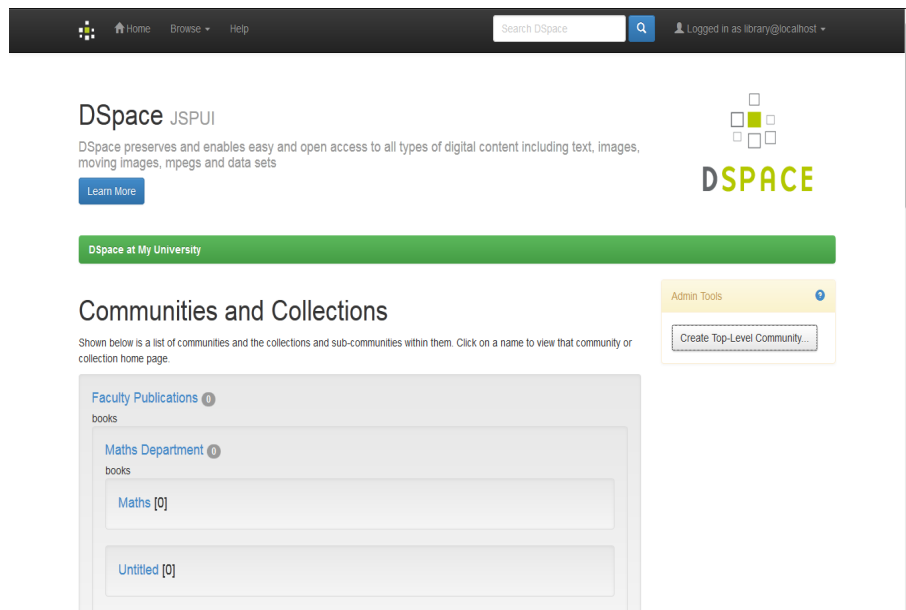 Home Browse Help Search DSpace Logged in as library@localhost
DSpace JSPUI
DSpace preserves and enables easy and open access to all types of digital content including text, images,
moving images, mpegs and data sets
Learn More
DSPACE
DSpace at My University
Communities and Collections
Shown below is a list of communities and the collections and sub-communities within them. Click on a name to view that community or
collection home page.
Admin Tools ?
Create Top-Level Community...
Faculty Publications 0
books
Maths Department 0
books
Maths [0]
Untitled [0]